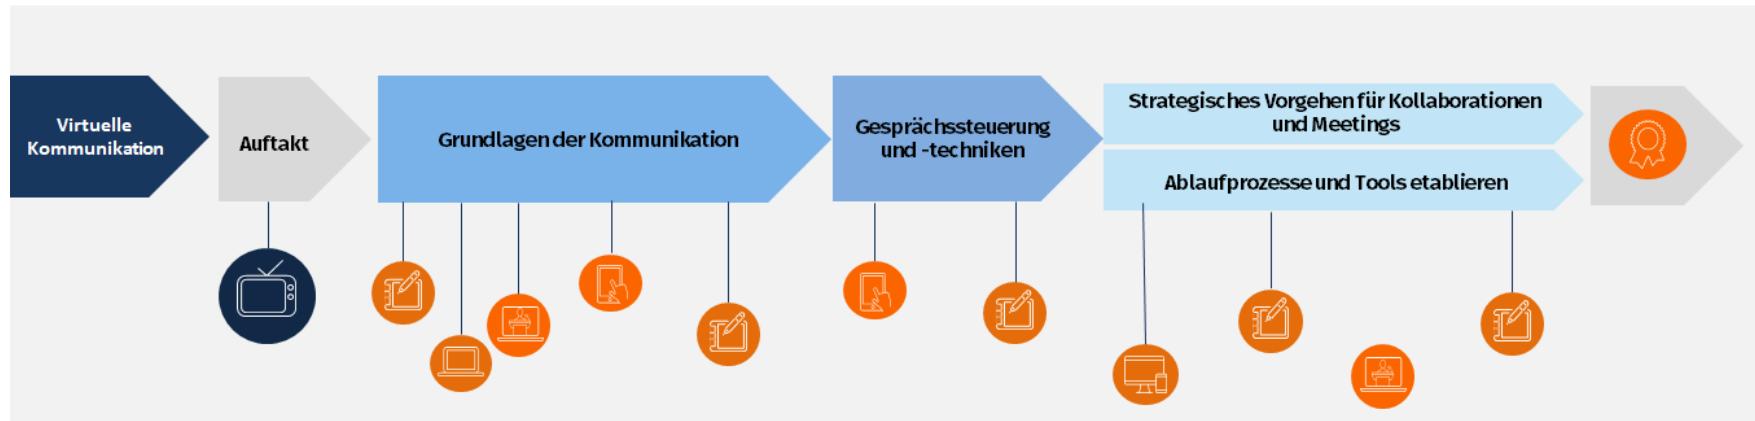 Virtuelle
Kommunikation
Auftakt
Grundlagen der Kommunikation
Gesprächssteuerung
und -techniken
Strategisches Vorgehen für Kollaborationen
und Meetings
Ablaufprozesse und Tools etablieren